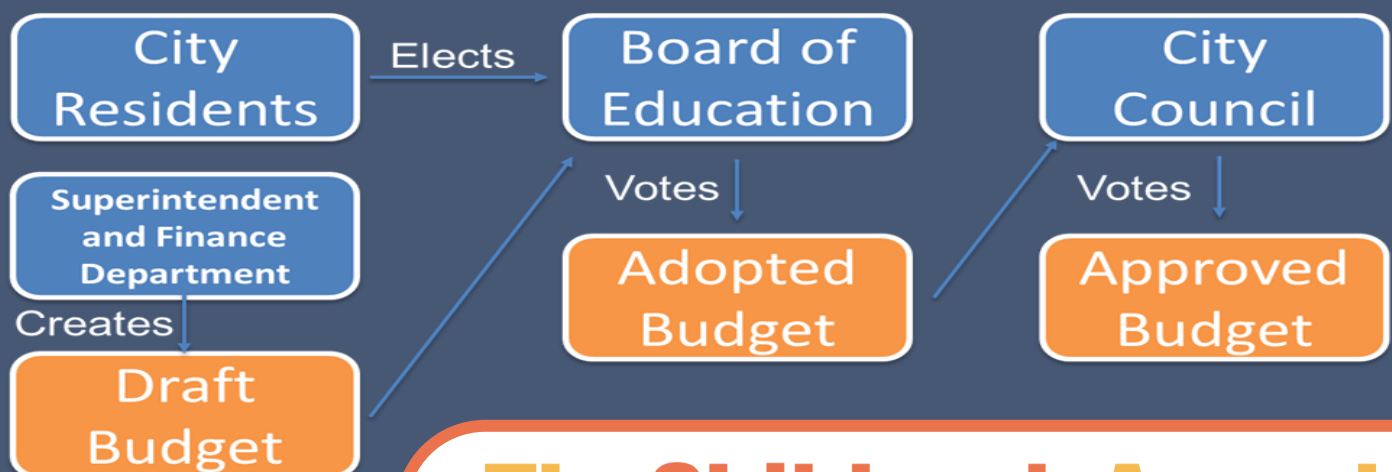 City
Residents
Elects
Board of
Education
City
Council
Superintendent
and Finance
Department
Votes
Votes
Creates
Adopted
Budget
Approved
Budget
Draft
Budget